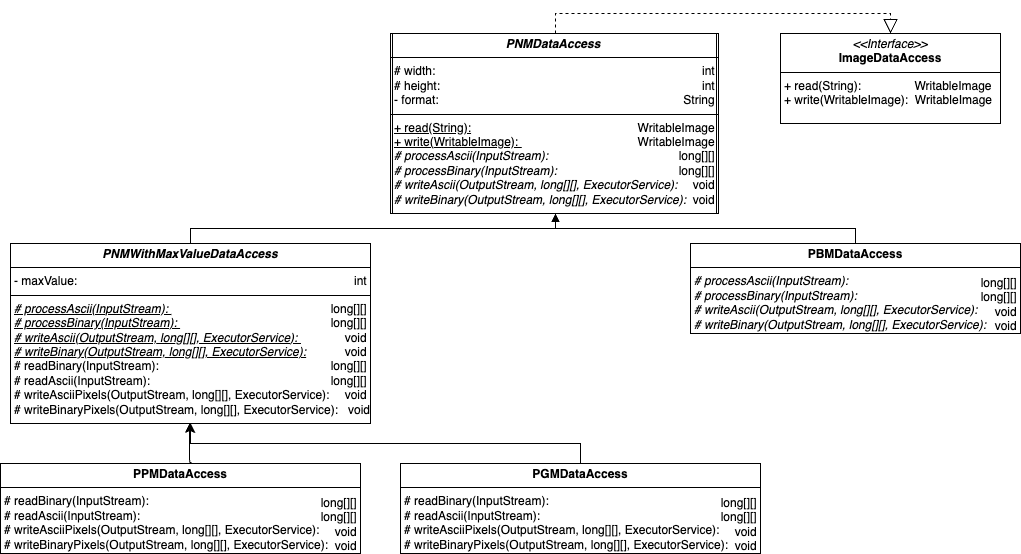 PNMDataAccess
# width: int
# height: int
- format: String
+ read(String): WritableImage
+ write(WritableImage): WritableImage
# processAscii(InputStream): long[][]
# processBinary(InputStream): long[][]
# writeAscii(OutputStream, long[][], ExecutorService): void
# writeBinary(OutputStream, long[][], ExecutorService): void
<<Interface>>
ImageDataAccess
+ read(String): WritableImage
+ write(WritableImage): WritableImage
PNMWithMaxValueDataAccess
- maxValue: int
# processAscii(InputStream): long[][]
# processBinary(InputStream): long[][]
# writeAscii(OutputStream, long[][], ExecutorService): void
# writeBinary(OutputStream, long[][], ExecutorService): void
# readBinary(InputStream): long[][]
# readAscii(InputStream): long[][]
# writeAsciiPixels(OutputStream, long[][], ExecutorService): void
# writeBinaryPixels(OutputStream, long[][], ExecutorService): void
PBMDataAccess
# processAscii(InputStream): long[][]
# processBinary(InputStream): long[][]
# writeAscii(OutputStream, long[][], ExecutorService): void
# writeBinary(OutputStream, long[][], ExecutorService): void
PPMDataAccess
# readBinary(InputStream): long[][]
# readAscii(InputStream): long[][]
# writeAsciiPixels(OutputStream, long[][], ExecutorService): void
# writeBinaryPixels(OutputStream, long[][], ExecutorService): void
PGMDataAccess
# readBinary(InputStream): long[][]
# readAscii(InputStream): long[][]
# writeAsciiPixels(OutputStream, long[][], ExecutorService): void
# writeBinaryPixels(OutputStream, long[][], ExecutorService): void